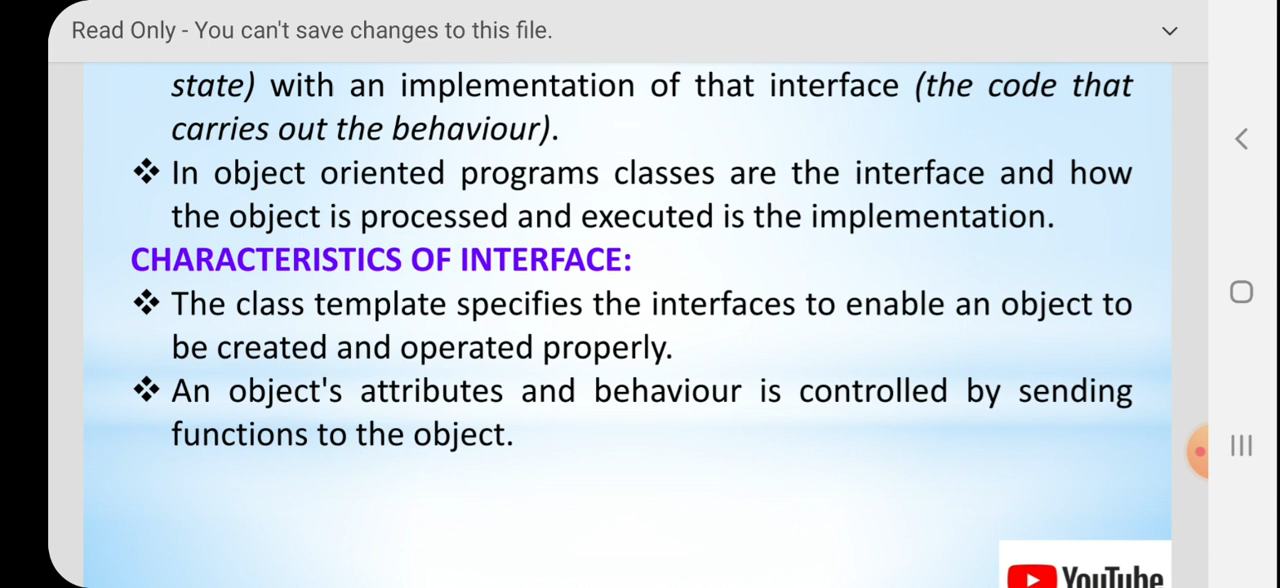 Read Only - You can't save changes to this file.
state) with an implementation of that interface (the code that
carries out the behaviour).
❖ In object oriented programs classes are the interface and how
the object is processed and executed is the implementation.
CHARACTERISTICS OF INTERFACE:
❖ The class template specifies the interfaces to enable an object to
be created and operated properly.
❖ An object's attributes and behaviour is controlled by sending
functions to the object.
YouTube